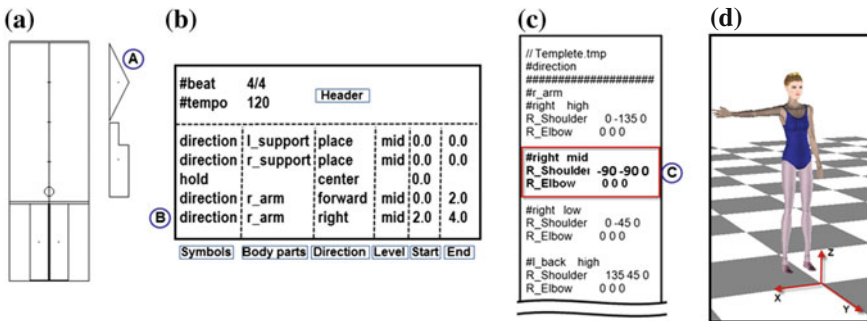 (a)
A
(b)
#beat 4/4
#tempo 120
Header
direction l_support place mid 0.0 0.0
direction r_support place mid 0.0 0.0
hold center 0.0
direction r_arm forward mid 0.0 2.0
B direction r_arm right mid 2.0 4.0
Symbols Body parts Direction Level Start End
(c)
// Templete.tmp
#direction
####################
#r_arm
#right high
R_Shoulder 0 -135 0
R_Elbow 0 0 0
#right mid
R_Shoulder -90 -90 0
R_Elbow 0 0 0
C
#right low
R_Shoulder 0 -45 0
R_Elbow 0 0 0
#l_back high
R_Shoulder 135 45 0
R_Elbow 0 0 0
(d)
Z
X
Y